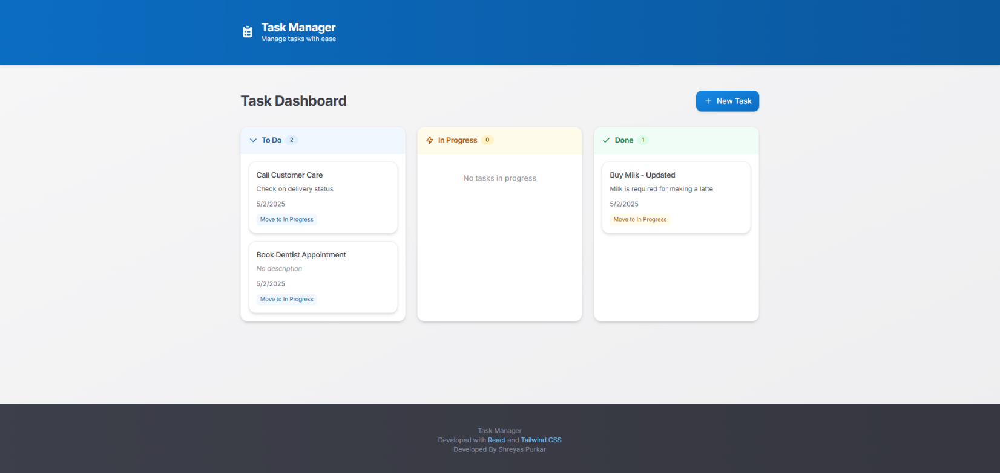 Task Manager
Manage tasks with ease
Task Dashboard
+ New Task
To Do 2
Call Customer Care
Check on delivery status
5/2/2025
Move to In Progress
Book Dentist Appointment
No description
5/2/2025
Move to In Progress
In Progress 0
No tasks in progress
Done 1
Buy Milk - Updated
Milk is required for making a latte
5/2/2025
Move to In Progress
Task Manager
Developed with React and Tailwind CSS
Developed By Shreyas Purkar